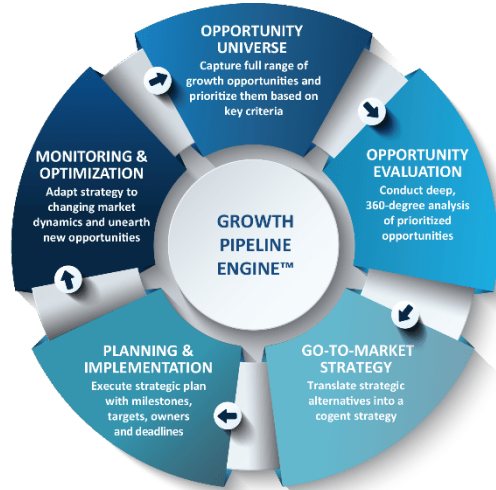 OPPORTUNITY
UNIVERSE
Capture full range of
growth opportunities and
prioritize them based on
key criteria
OPPORTUNITY
EVALUATION
Conduct deep,
360-degree analysis
of prioritized
opportunities
GO-TO-MARKET
STRATEGY
Translate strategic
alternatives into a
cogent strategy
PLANNING &
IMPLEMENTATION
Execute strategic plan
with milestones,
targets, owners
and deadlines
MONITORING &
OPTIMIZATION
Adapt strategy to
changing market
dynamics and unearth
new opportunities
GROWTH
PIPELINE
ENGINE™